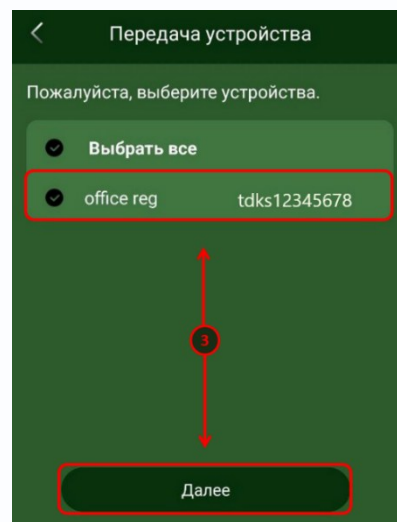 Передача устройства
Пожалуйста, выберите устройства.
Выбрать все
office reg tdks12345678
3
Далее